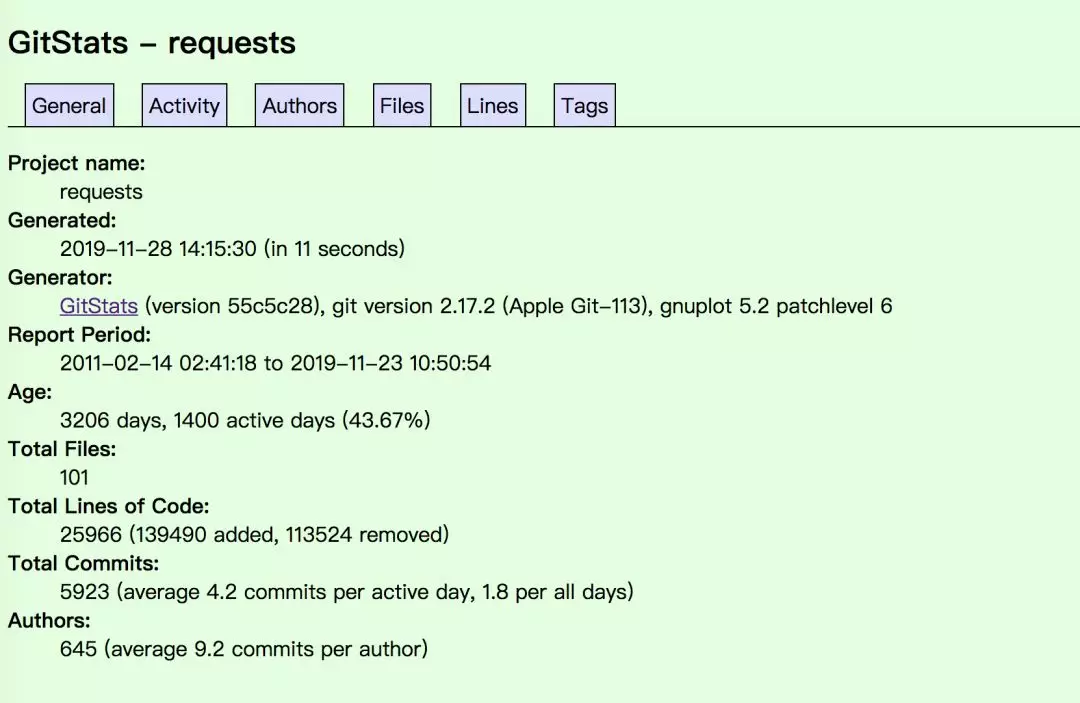 GitStats – requests
General Activity Authors Files Lines Tags
Project name:
requests
Generated:
2019–11–28 14:15:30 (in 11 seconds)
Generator:
GitStats (version 55c5c28), git version 2.17.2 (Apple Git–113), gnuplot 5.2 patchlevel 6
Report Period:
2011–02–14 02:41:18 to 2019–11–23 10:50:54
Age:
3206 days, 1400 active days (43.67%)
Total Files:
101
Total Lines of Code:
25966 (139490 added, 113524 removed)
Total Commits:
5923 (average 4.2 commits per active day, 1.8 per all days)
Authors:
645 (average 9.2 commits per author)